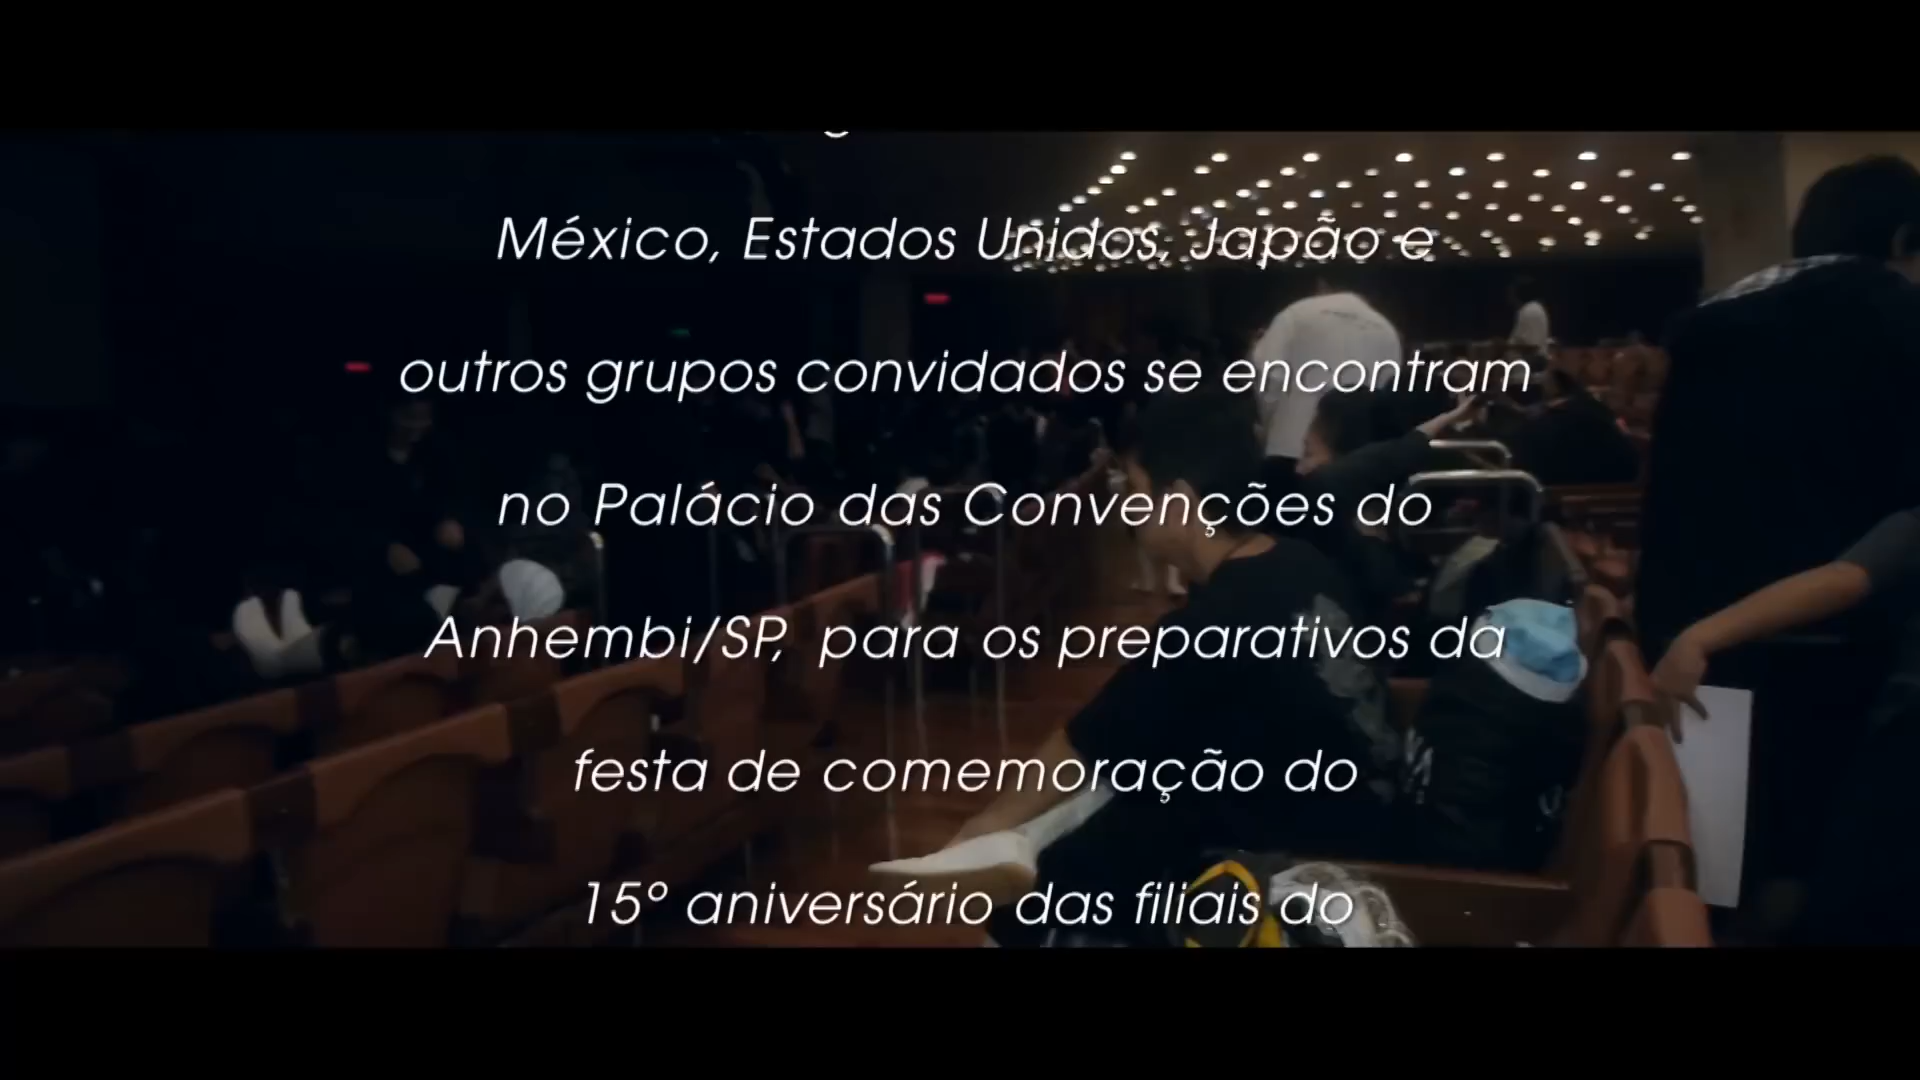 México, Estados Unidos, Japão e
outros grupos convidados se encontram
no Palácio das Convenções do
Anhembi/SP, para os preparativos da
festa de comemoração do
15º aniversário das filiais do